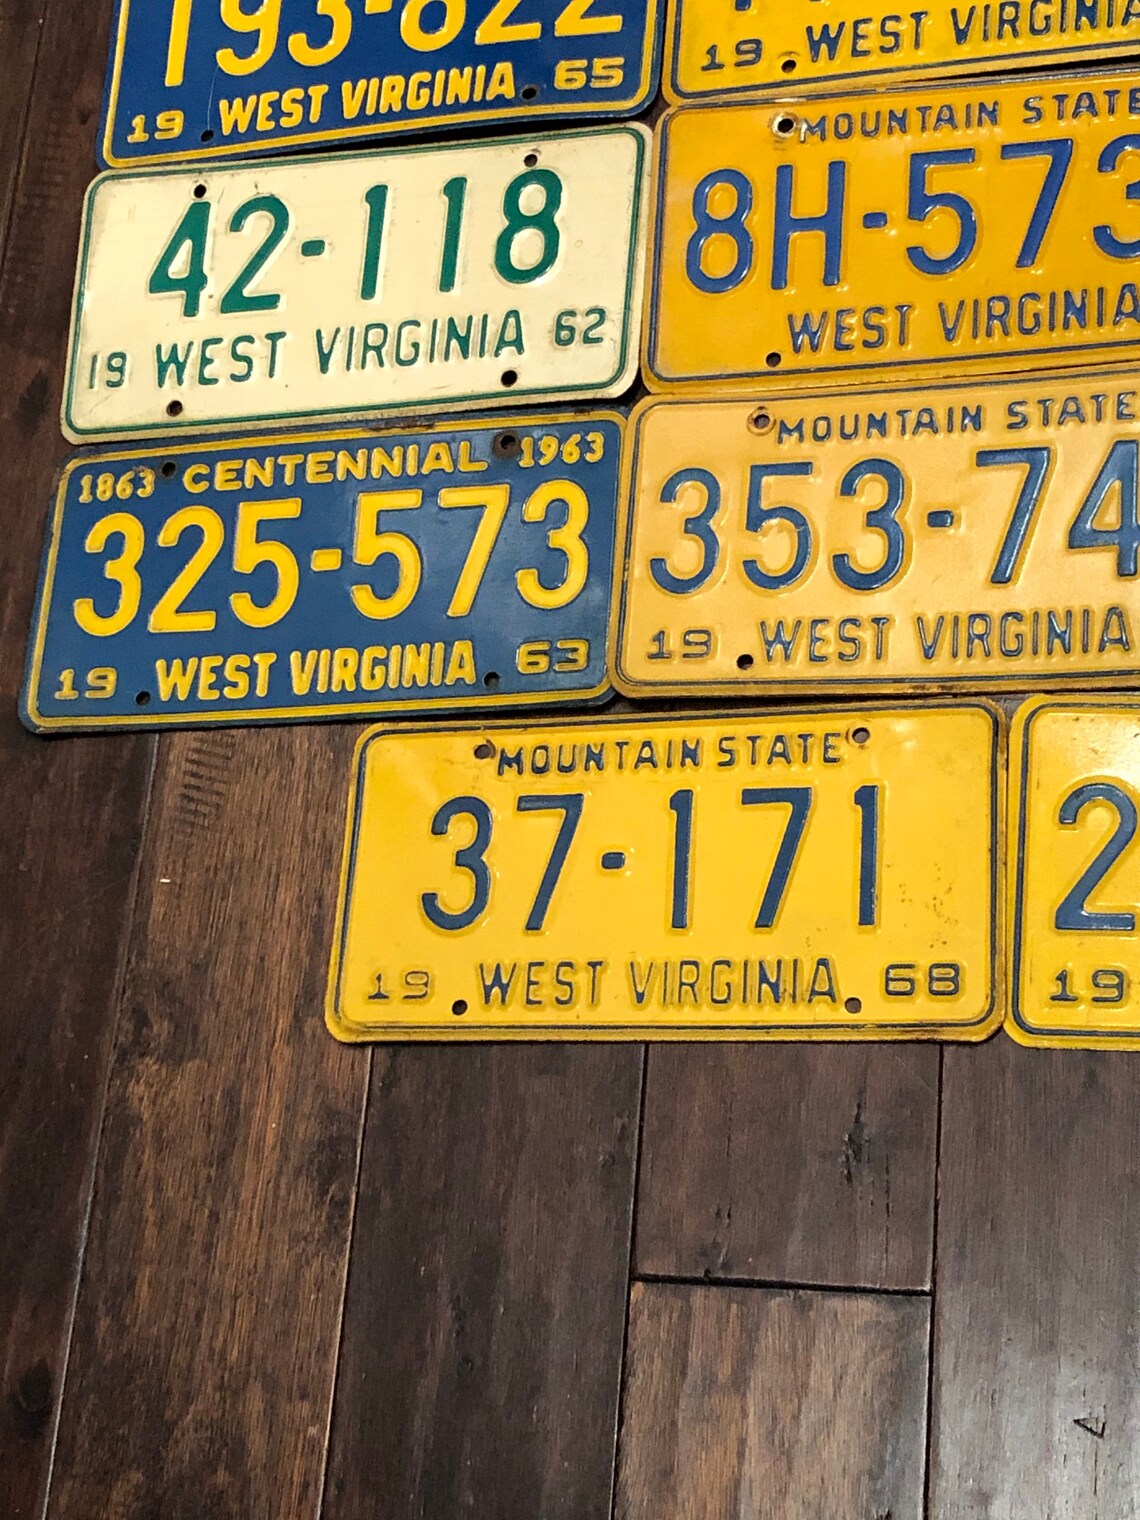 193-822
19 WEST VIRGINIA 65
42-118
19 WEST VIRGINIA 62
1863 CENTENNIAL 1963
325-573
19 WEST VIRGINIA 63
19 WEST VIRGINIA
MOUNTAIN STATE
8H-573
WEST VIRGINIA
MOUNTAIN STATE
353-74
19 WEST VIRGINIA
MOUNTAIN STATE
37-171
19 WEST VIRGINIA 68
2
19